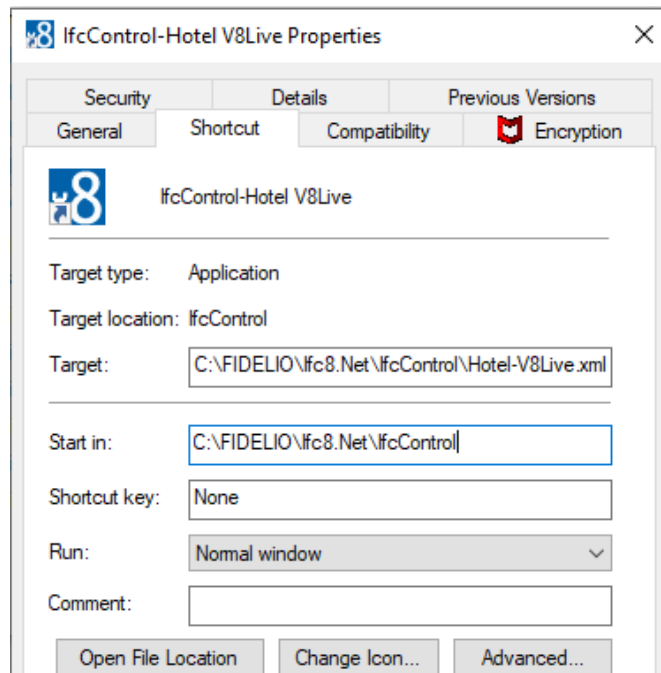 IfcControl-Hotel V8Live Properties
Security Details Previous Versions
General Shortcut Compatibility Encryption
8
IfcControl-Hotel V8Live
Target type: Application
Target location: IfcControl
Target: C:\FIDELIO\Ifc8.Net\IfcControl\Hotel-V8Live.xml
Start in: C:\FIDELIO\Ifc8.Net\IfcControl
Shortcut key: None
Run: Normal window
Comment:
Open File Location Change Icon... Advanced...